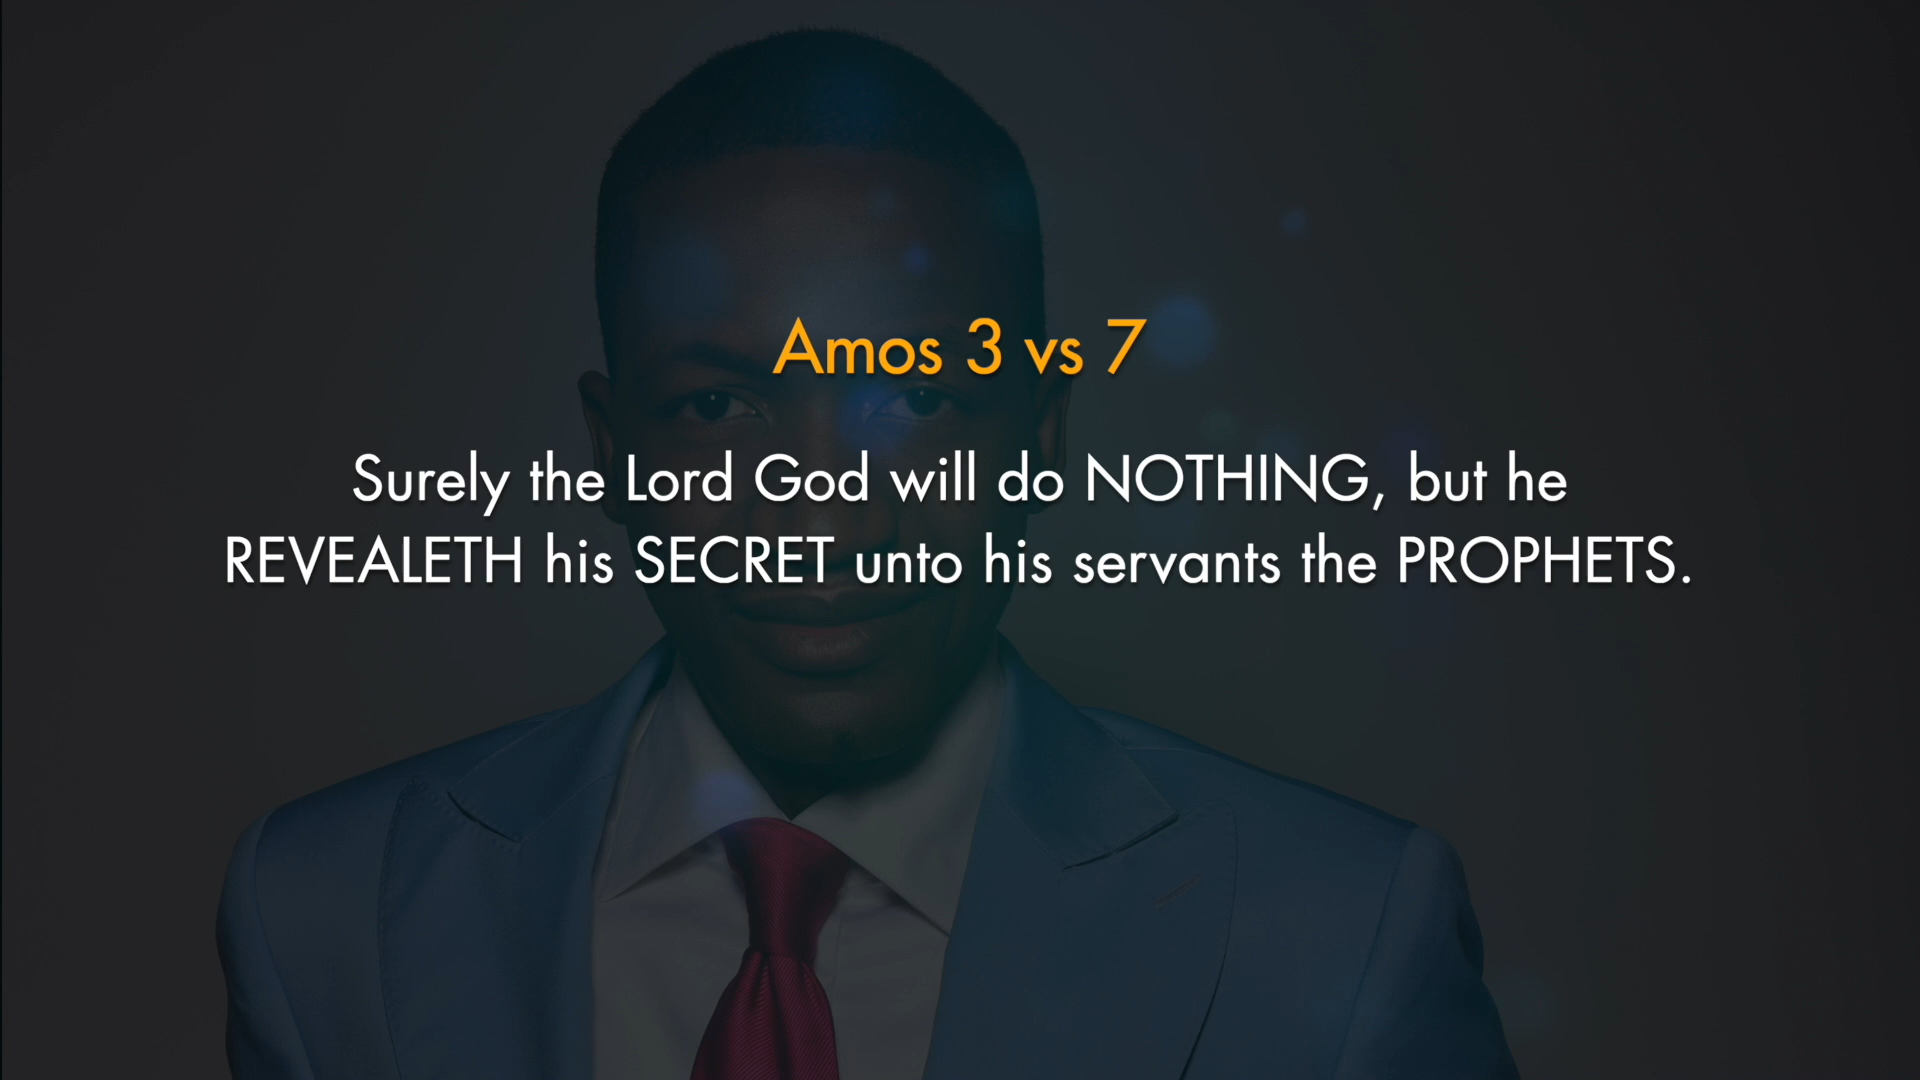 Amos 3 vs 7
Surely the Lord God will do NOTHING, but he
REVEALETH his SECRET unto his servants the PROPHETS.